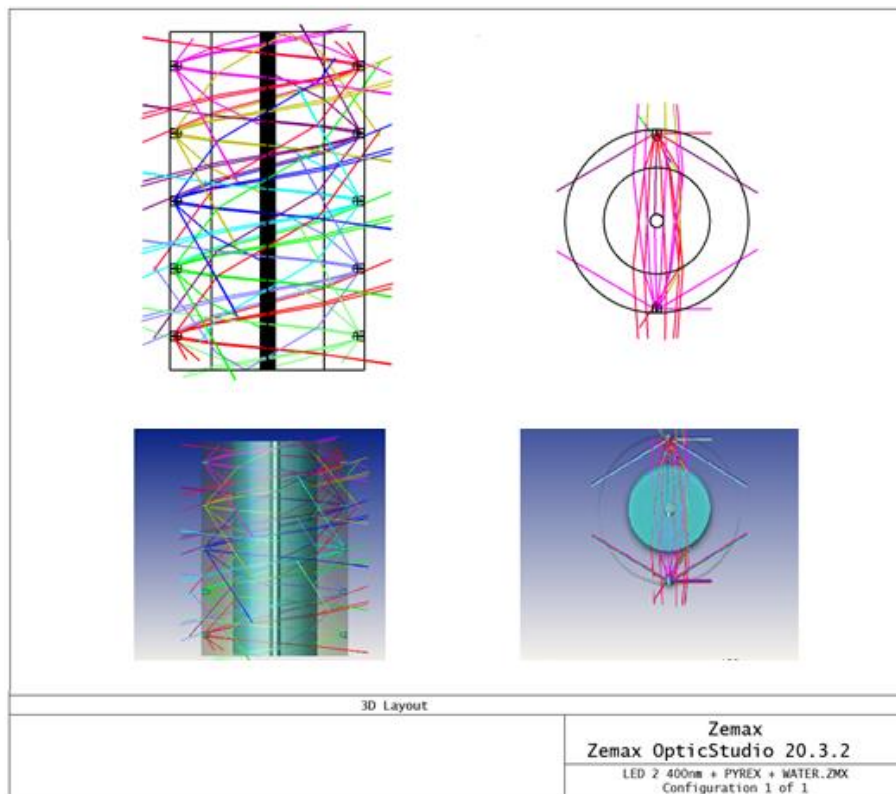 3D Layout
Zemax
Zemax OpticStudio 20.3.2
LED 2 400nm + PYREX + WATER.ZMX
Configuration 1 of 1